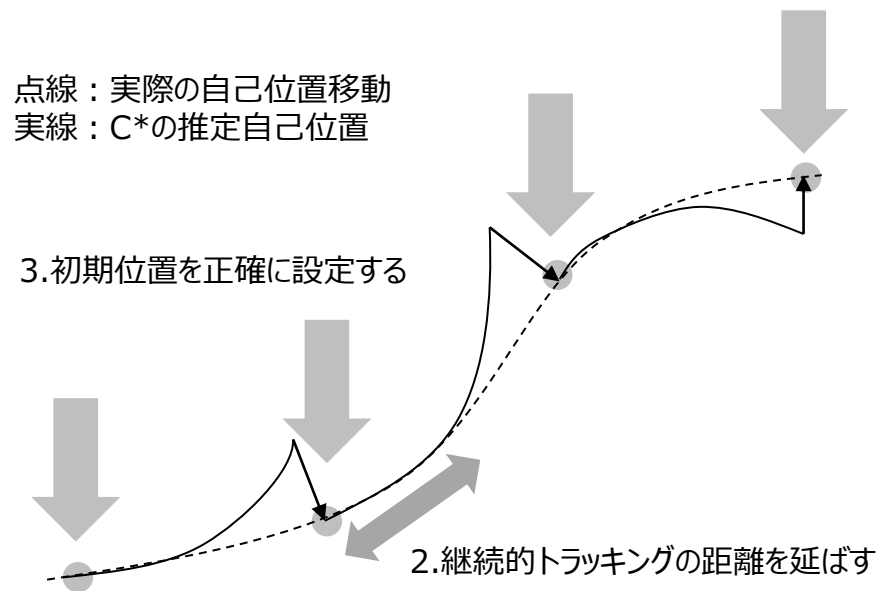 点線：実際の自己位置移動
実線：C*の推定自己位置
3.初期位置を正確に設定する
2.継続的トラッキングの距離を延ばす